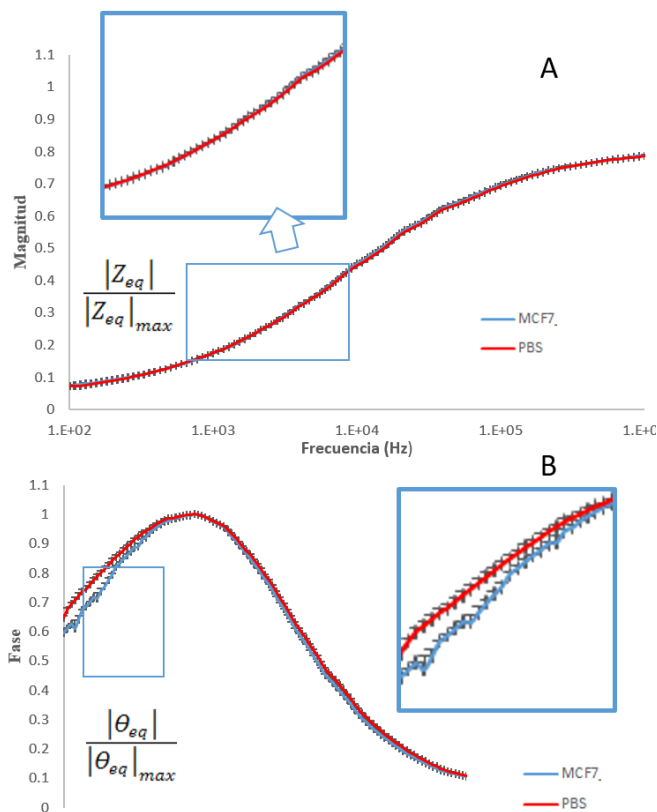 A
1.1
1
0.9
0.8
0.7
0.6
0.5
0.4
0.3
0.2
0.1
0
Magnitud
|Z_eq|
|Z_eq|_max
MCF7.
PBS
1.E+02
1.E+03
1.E+04
1.E+05
1.E+0
Frecuencia (Hz)
B
1.1
1
0.9
0.8
0.7
0.6
0.5
0.4
0.3
0.2
0.1
0
Fase
|θ_eq|
|θ_eq|_max
MCF7.
PBS